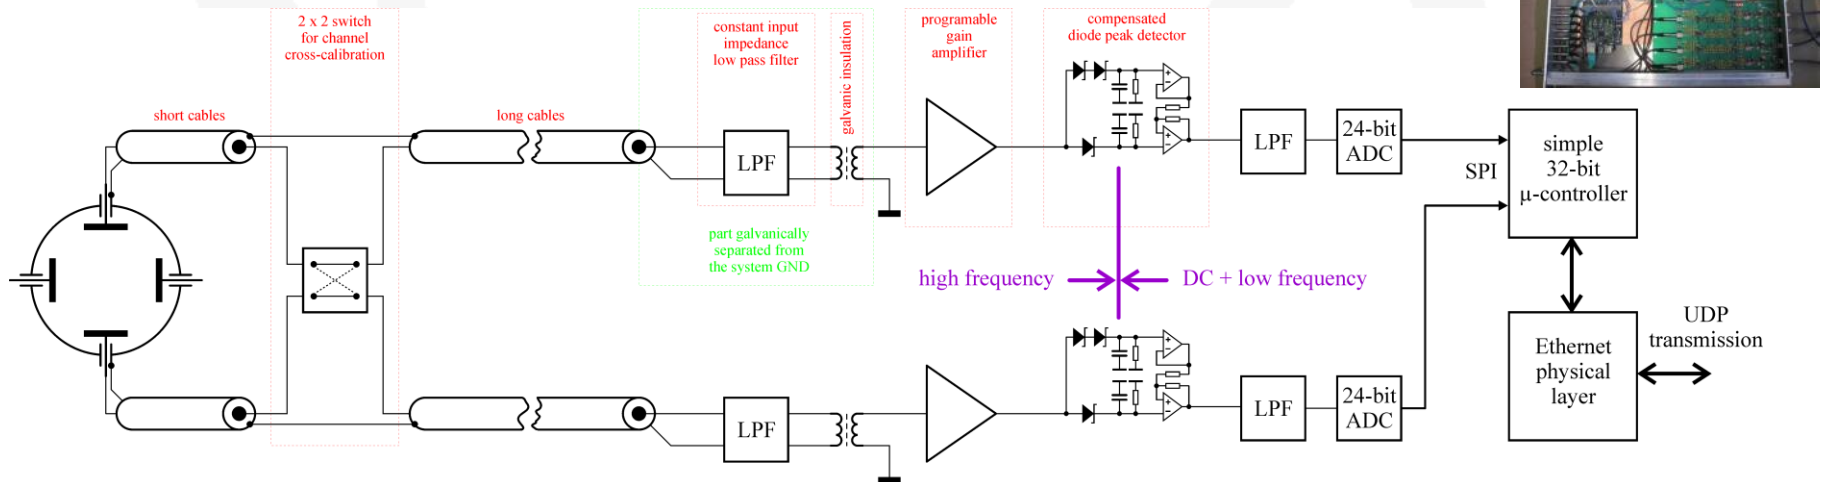 2 x 2 switch
for channel
cross-calibration
short cables
long cables
constant input
impedance
low pass filter
galvanic insulation
programable
gain
amplifier
compensated
diode peak detector
LPF
LPF
24-bit
ADC
SPI
simple
32-bit
µ-controller
part galvanically
separated from
the system GND
high frequency
DC + low frequency
LPF
LPF
24-bit
ADC
Ethernet
physical
layer
UDP
transmission